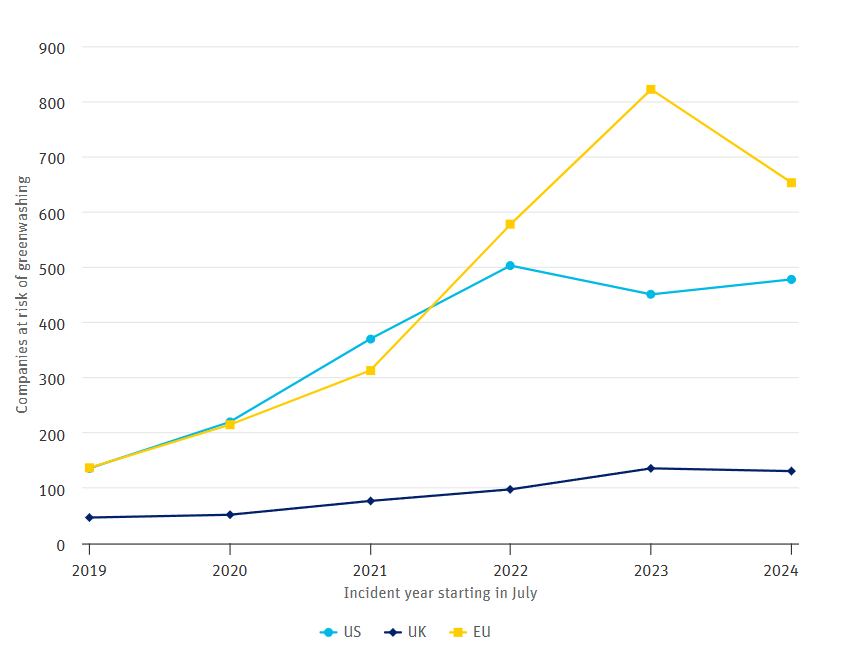 900
800
700
600
500
400
300
200
100
0
Companies at risk of greenwashing
2019 2020 2021 2022 2023 2024
Incident year starting in July
US UK EU